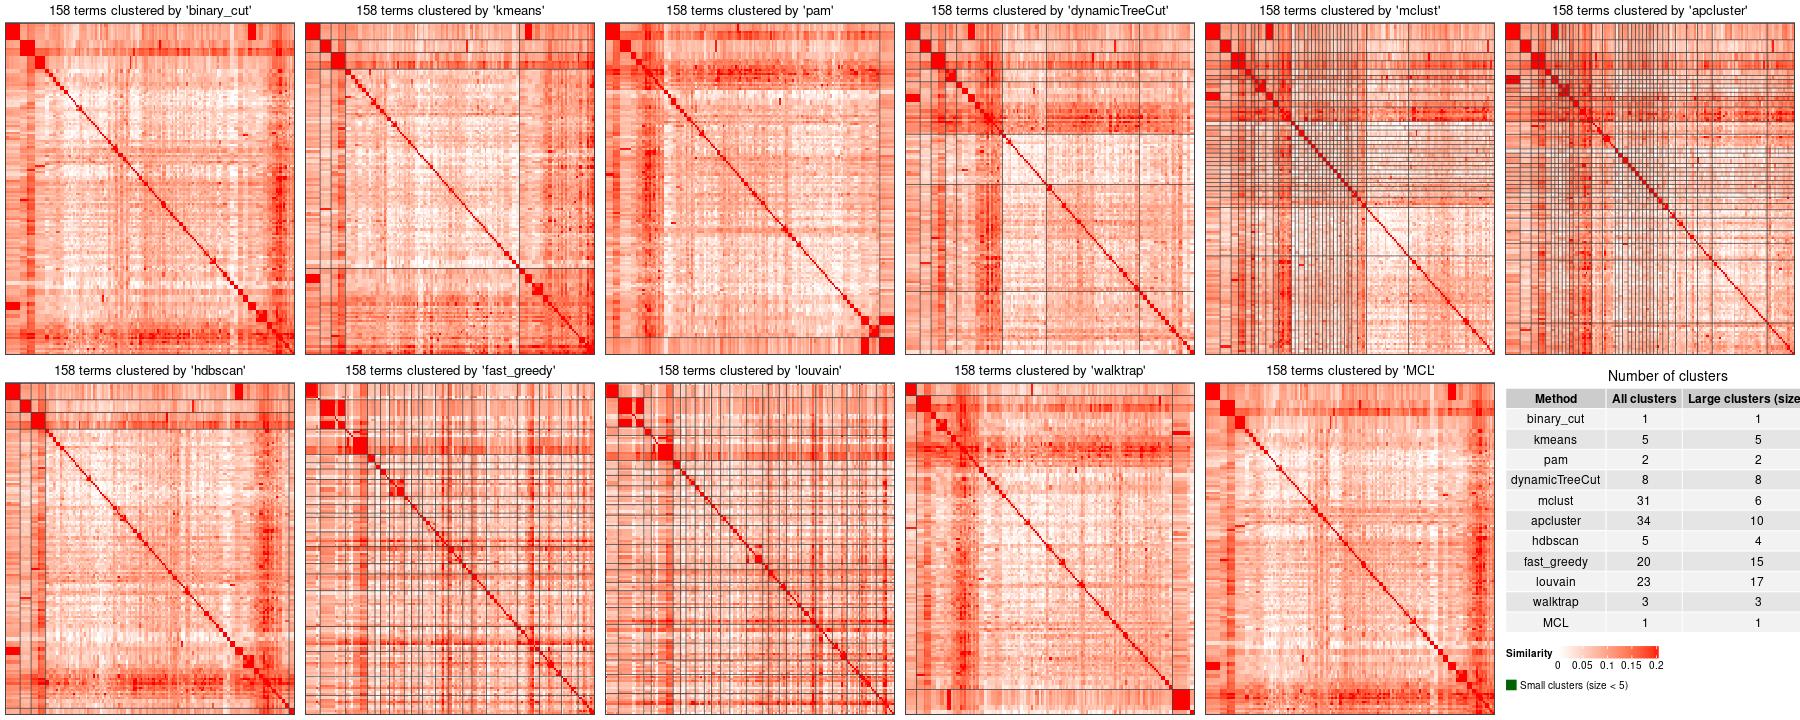 158 terms clustered by 'binary_cut'
158 terms clustered by 'kmeans'
158 terms clustered by 'pam'
158 terms clustered by 'dynamicTreeCut'
158 terms clustered by 'mclust'
158 terms clustered by 'apcluster'
158 terms clustered by 'hdbscan'
158 terms clustered by 'fast_greedy'
158 terms clustered by 'louvain'
158 terms clustered by 'walktrap'
158 terms clustered by 'MCL'
Number of clusters
Method All clusters Large clusters (size
binary_cut 1 1
kmeans 5 5
pam 2 2
dynamicTreeCut 8 8
mclust 31 6
apcluster 34 10
hdbscan 5 4
fast_greedy 20 15
louvain 23 17
walktrap 3 3
MCL 1 1
Similarity
0 0.05 0.1 0.15 0.2
Small clusters (size < 5)